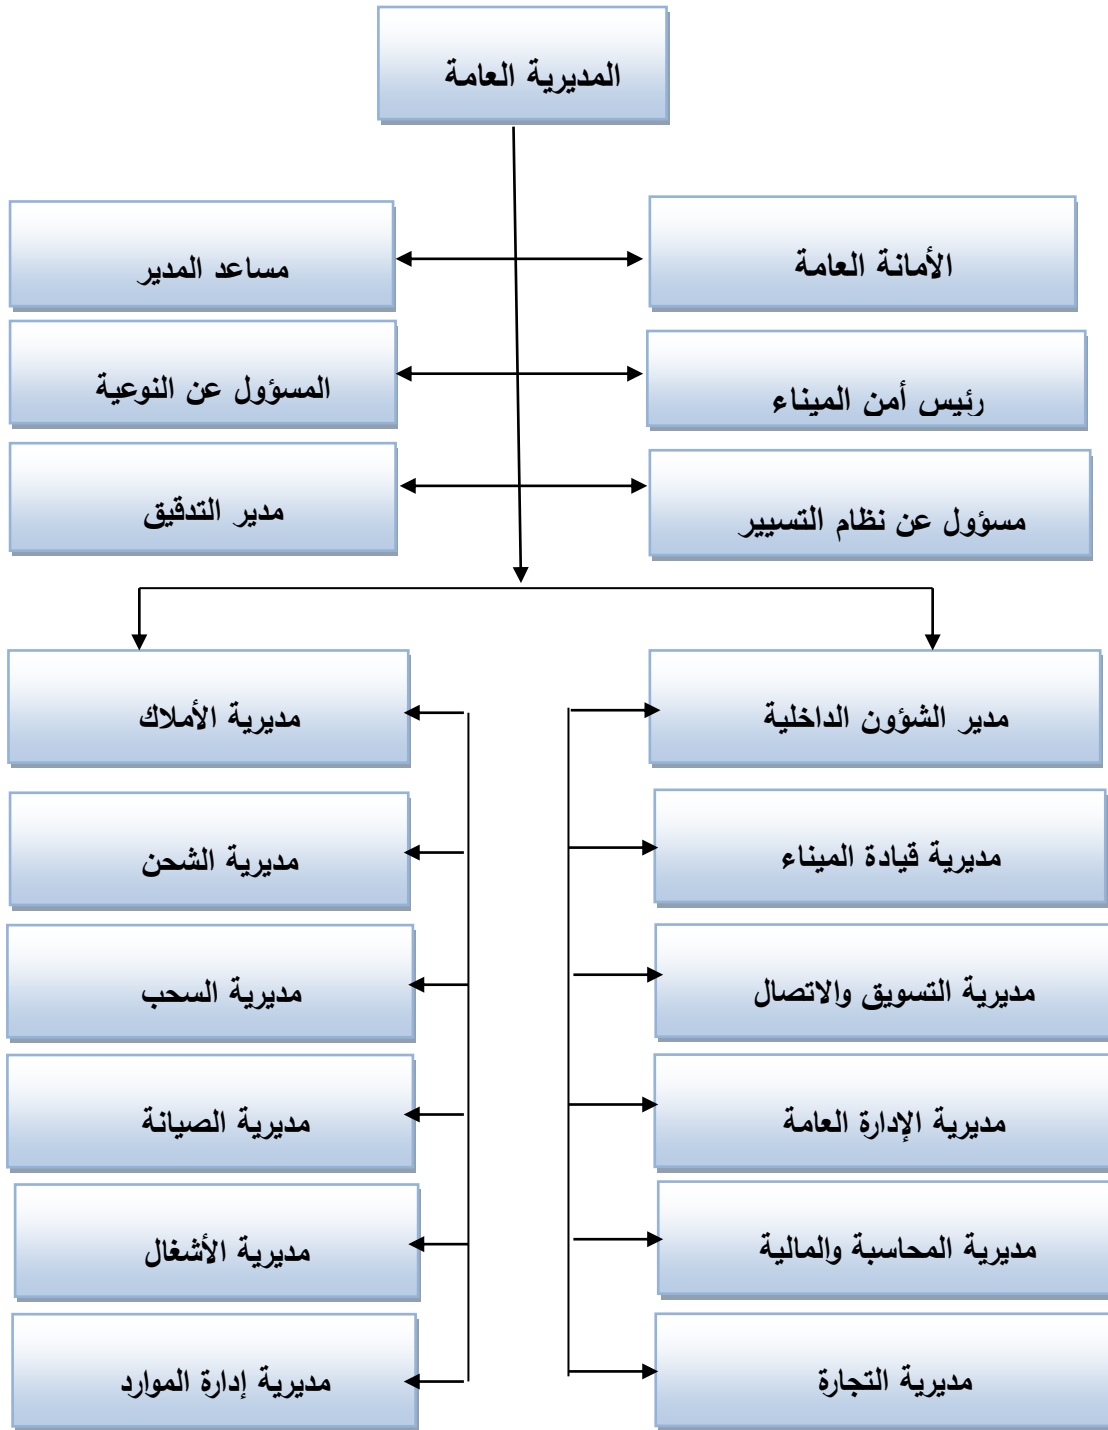 المديرية العامة
الأمانة العامة
مساعد المدير
رئيس أمن الميناء
المسؤول عن النوعية
مسؤول عن نظام التسيير
مدير التدقيق
مدير الشؤون الداخلية
مديرية الأملاك
مديرية قيادة الميناء
مديرية الشحن
مديرية التسويق والاتصال
مديرية السحب
مديرية الإدارة العامة
مديرية الصيانة
مديرية المحاسبة والمالية
مديرية الأشغال
مديرية التجارة
مديرية إدارة الموارد